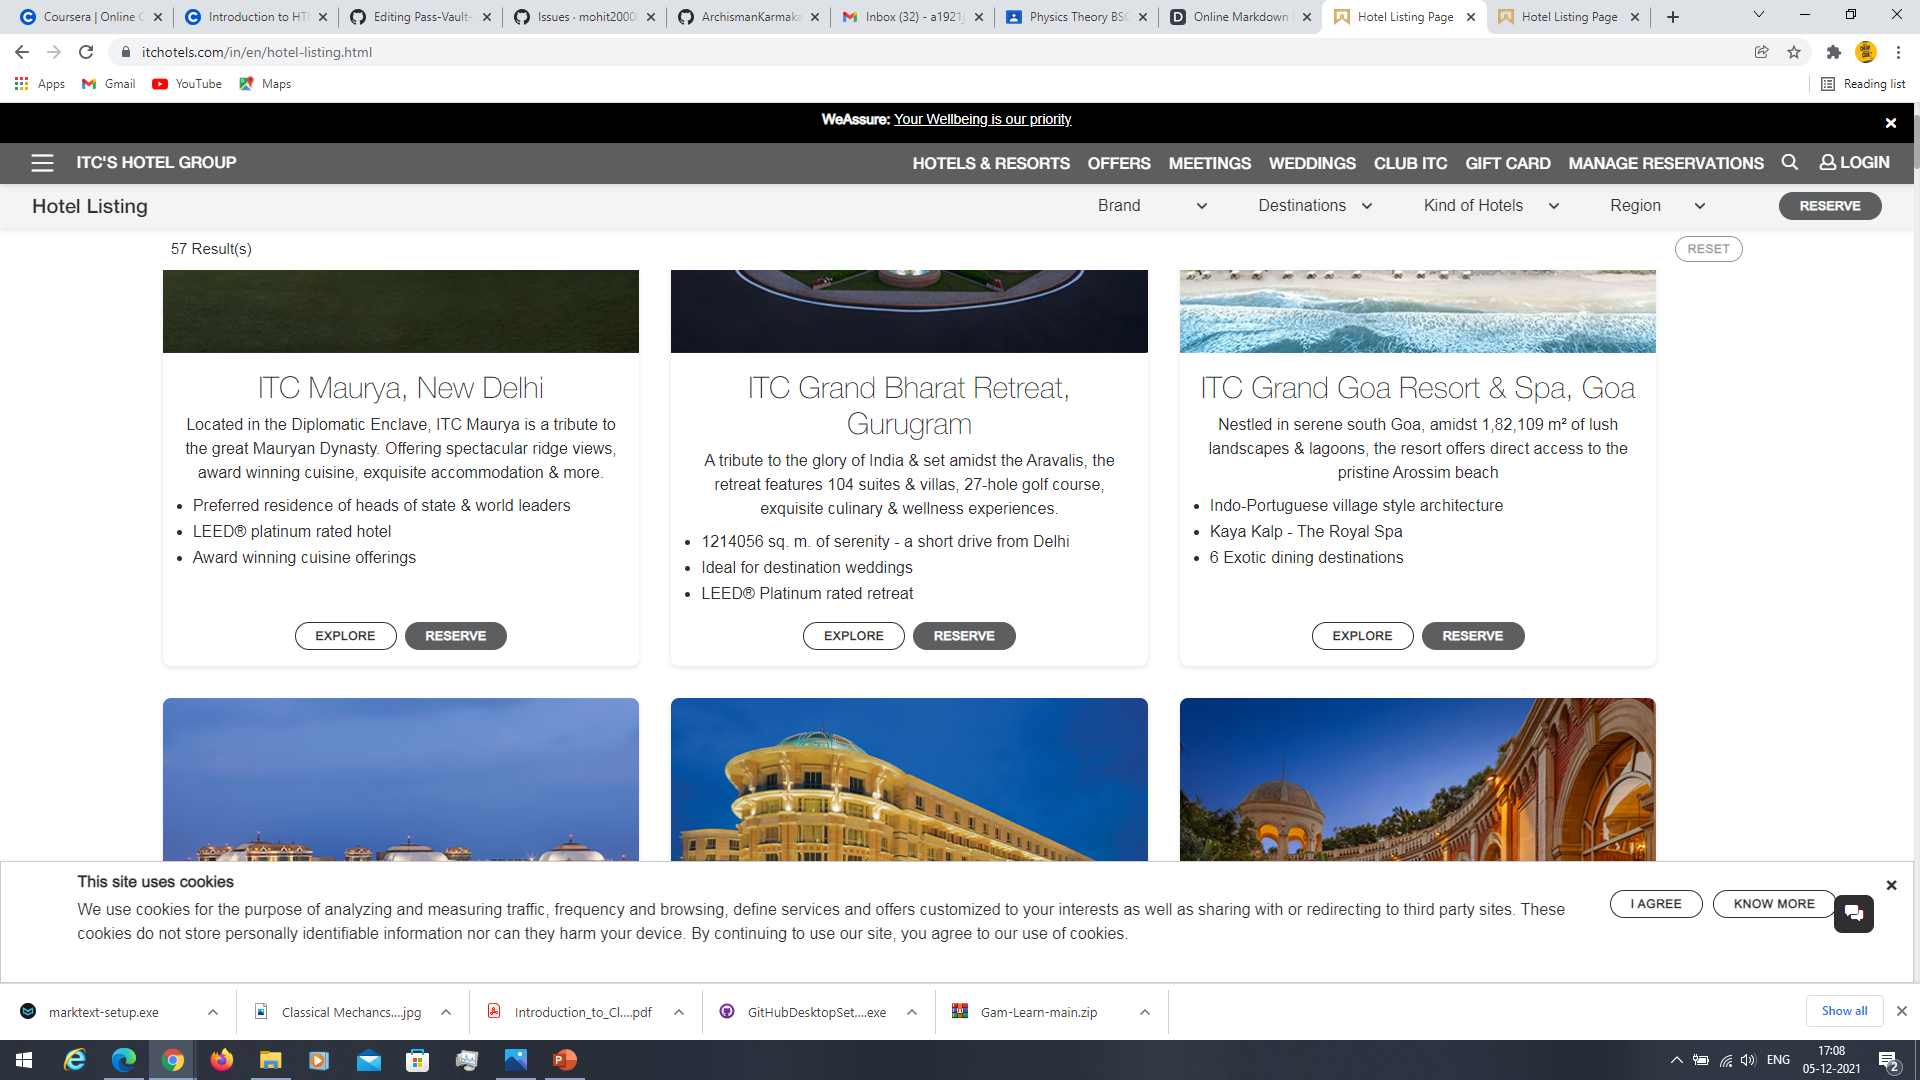 Coursera | Online C
Introduction to HTI
Editing Pass-Vault-
Issues · mohit2000
ArchismanKarmaka
Inbox (32) - a1921
Physics Theory BSC
Online Markdown
Hotel Listing Page
Hotel Listing Page
itchotels.com/in/en/hotel-listing.html
Apps
Gmail
YouTube
Maps
Reading list
WeAssure: Your Wellbeing is our priority
ITC'S HOTEL GROUP
HOTELS & RESORTS
OFFERS
MEETINGS
WEDDINGS
CLUB ITC
GIFT CARD
MANAGE RESERVATIONS
LOGIN
Hotel Listing
Brand
Destinations
Kind of Hotels
Region
RESERVE
57 Result(s)
RESET
ITC Maurya, New Delhi
Located in the Diplomatic Enclave, ITC Maurya is a tribute to
the great Mauryan Dynasty. Offering spectacular ridge views,
award winning cuisine, exquisite accommodation & more.
• Preferred residence of heads of state & world leaders
• LEED® platinum rated hotel
• Award winning cuisine offerings
EXPLORE
RESERVE
ITC Grand Bharat Retreat,
Gurugram
A tribute to the glory of India & set amidst the Aravalis, the
retreat features 104 suites & villas, 27-hole golf course,
exquisite culinary & wellness experiences.
• 1214056 sq. m. of serenity - a short drive from Delhi
• Ideal for destination weddings
• LEED® Platinum rated retreat
EXPLORE
RESERVE
ITC Grand Goa Resort & Spa, Goa
Nestled in serene south Goa, amidst 1,82,109 m² of lush
landscapes & lagoons, the resort offers direct access to the
pristine Arossim beach
• Indo-Portuguese village style architecture
• Kaya Kalp - The Royal Spa
• 6 Exotic dining destinations
EXPLORE
RESERVE
This site uses cookies
We use cookies for the purpose of analyzing and measuring traffic, frequency and browsing, define services and offers customized to your interests as well as sharing with or redirecting to third party sites. These
cookies do not store personally identifiable information nor can they harm your device. By continuing to use our site, you agree to our use of cookies.
I AGREE
KNOW MORE
marktext-setup.exe
Classical Mechancs....jpg
Introduction_to_Cl....pdf
GitHubDesktopSet....exe
Gam-Learn-main.zip
Show all
ENG
17:08
05-12-2021
2